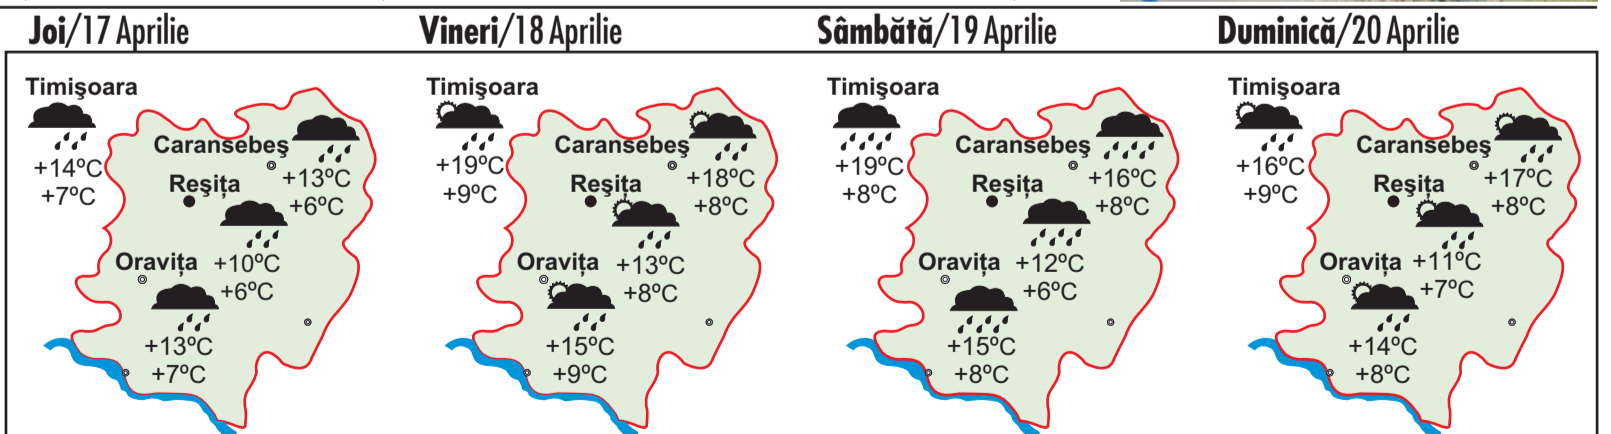 Joi/17 Aprilie
Timişoara
+14ºC
+7ºC
Caransebeş
+13ºC
+6ºC
Reşiţa
+10ºC
+6ºC
Oraviţa
+13ºC
+7ºC
Vineri/18 Aprilie
Timişoara
+19ºC
+9ºC
Caransebeş
+18ºC
+8ºC
Reşiţa
+13ºC
+8ºC
Oraviţa
+15ºC
+9ºC
Sâmbătă/19 Aprilie
Timişoara
+19ºC
+8ºC
Caransebeş
+16ºC
+8ºC
Reşiţa
+12ºC
+6ºC
Oraviţa
+15ºC
+8ºC
Duminică/20 Aprilie
Timişoara
+16ºC
+9ºC
Caransebeş
+17ºC
+8ºC
Reşiţa
+11ºC
+7ºC
Oraviţa
+14ºC
+8ºC